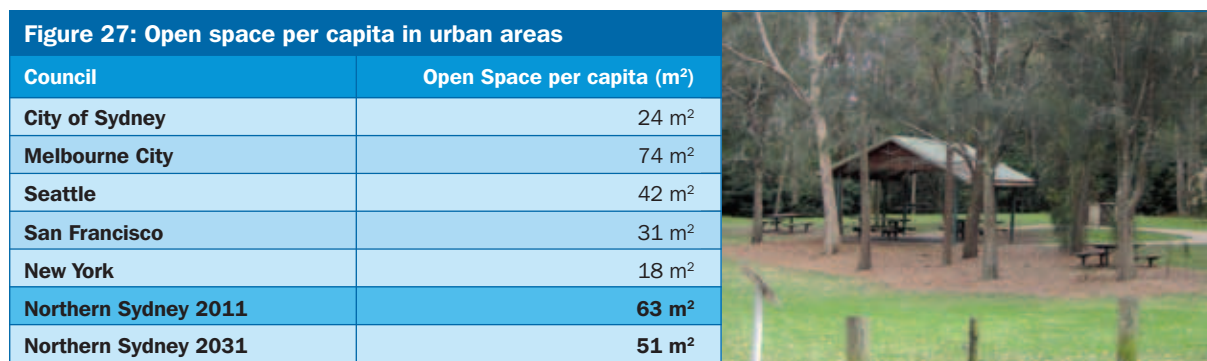 Figure 27: Open space per capita in urban areas
Council Open Space per capita (m²)
City of Sydney 24 m²
Melbourne City 74 m²
Seattle 42 m²
San Francisco 31 m²
New York 18 m²
Northern Sydney 2011 63 m²
Northern Sydney 2031 51 m²